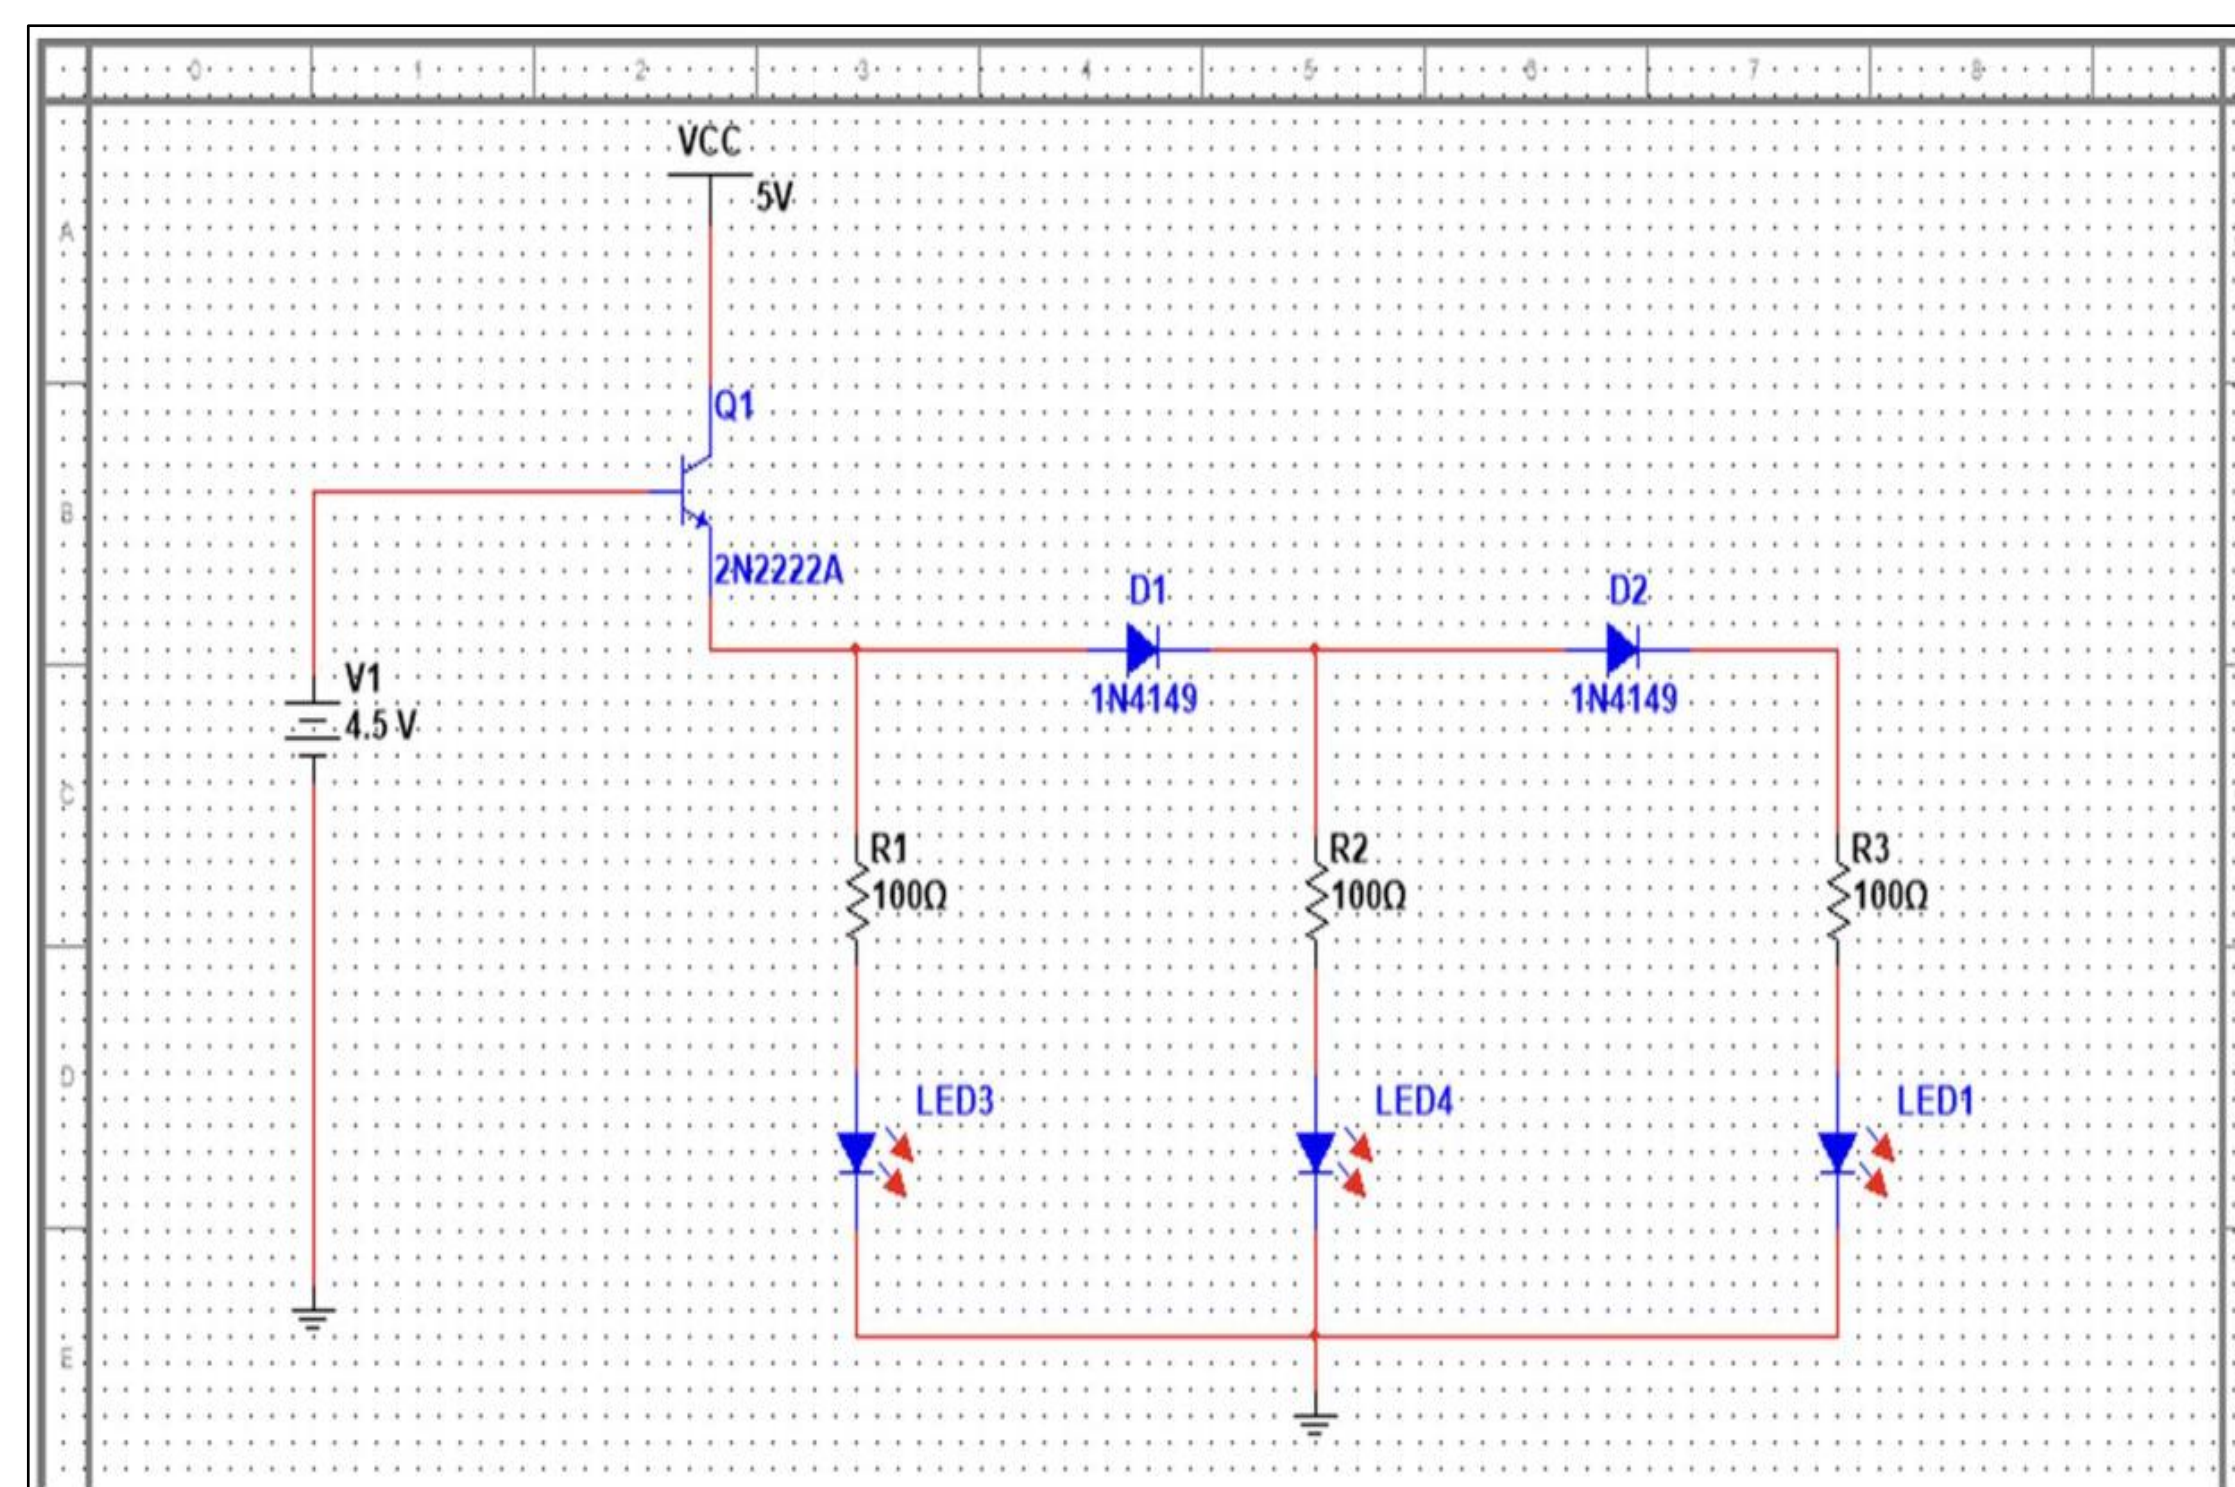 0 1 2 3 4 5 6 7 8
VCC
5V
A
Q1
B
2N2222A
D1
D2
1N4149
1N4149
V1
4.5 V
C
R1
100Ω
R2
100Ω
R3
100Ω
D
LED3
LED4
LED1
E